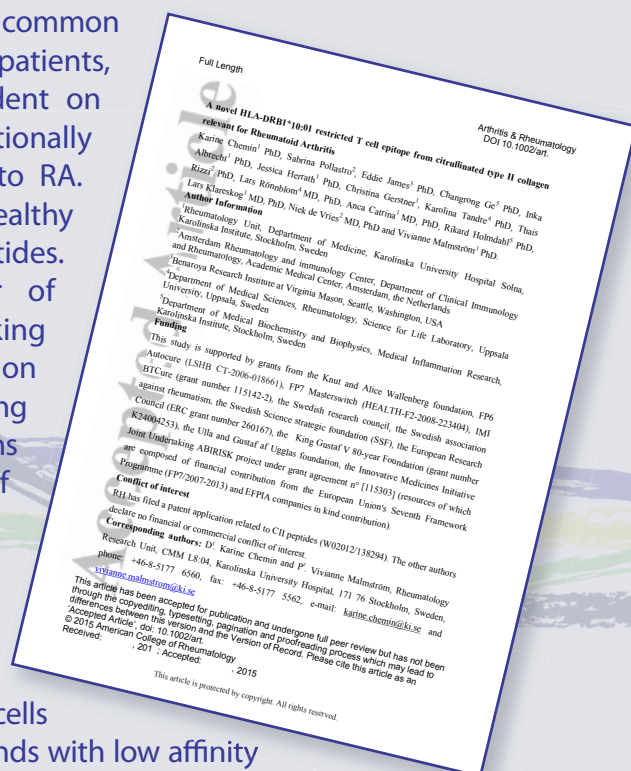 common
patients,
dent on
tionally
to RA.
ealthy
tides.
of
king
on
ng
ns
f
cells
nds with low affinity
Full Length
Arthritis & Rheumatology
DOI 10.1002/art.
A novel HLA-DRB1*10:01 restricted T cell epitope from citrullinated type II collagen
relevant for Rheumatoid Arthritis
Karine Chemin¹ PhD, Sabrina Pollastro², Eddie James³ PhD, Changrong Ge⁵ PhD, Inka
Albrecht¹ PhD, Jessica Herrath¹ PhD, Christina Gerstner¹, Karolina Tandre⁴ PhD, Thais
Rizzi² PhD, Lars Rönnblom⁴ MD, PhD, Anca Catrina¹ MD, PhD, Rikard Holmdahl⁵ PhD,
Lars Klareskog¹ MD, PhD, Niek de Vries² MD, PhD and Vivianne Malmström¹ PhD.
Author Information
¹Rheumatology Unit, Department of Medicine, Karolinska University Hospital Solna,
Karolinska Institute, Stockholm, Sweden
²Amsterdam Rheumatology and immunology Center, Department of Clinical Immunology
and Rheumatology, Academic Medical Center, Amsterdam, the Netherlands
³Benaroya Research Institute at Virginia Mason, Seattle, Washington, USA
⁴Department of Medical Sciences, Rheumatology, Science for Life Laboratory, Uppsala
University, Uppsala, Sweden
⁵Department of Medical Biochemistry and Biophysics, Medical Inflammation Research,
Karolinska Institute, Stockholm, Sweden
Funding
This study is supported by grants from the Knut and Alice Wallenberg foundation, FP6
Autocure (LSHB CT-2006-018661), FP7 Masterswitch (HEALTH-F2-2008-223404), IMI
BTCure (grant number 115142-2), the Swedish research council, the Swedish association
against rheumatism, the Swedish Science strategic foundation (SSF), the European Research
Council (ERC grant number 260167), the King Gustaf V 80-year Foundation (grant number
K24004253), the Ulla and Gustaf af Ugglas foundation, the Innovative Medicines Initiative
Joint Undertaking ABIRISK project under grant agreement n° [115303] (resources of which
are composed of financial contribution from the European Union's Seventh Framework
Programme (FP7/2007-2013) and EFPIA companies in kind contribution).
Conflict of interest
RH has filed a patent application related to CII peptides (W02012/138294). The other authors
declare no financial or commercial conflict of interest.
Corresponding authors: Dʳ. Karine Chemin and Pʳ. Vivianne Malmström, Rheumatology
Research Unit, CMM L8:04, Karolinska University Hospital, 171 76 Stockholm, Sweden,
phone: +46-8-5177 6560, fax: +46-8-5177 5562, e-mail: karine.chemin@ki.se and
vivianne.malmstrom@ki.se
This article has been accepted for publication and undergone full peer review but has not been
through the copyediting, typesetting, pagination and proofreading process which may lead to
differences between this version and the Version of Record. Please cite this article as an
'Accepted Article', doi: 10.1002/art.
© 2015 American College of Rheumatology
Received: , 201 ; Accepted: , 2015
This article is protected by copyright. All rights reserved.
Accepted Article